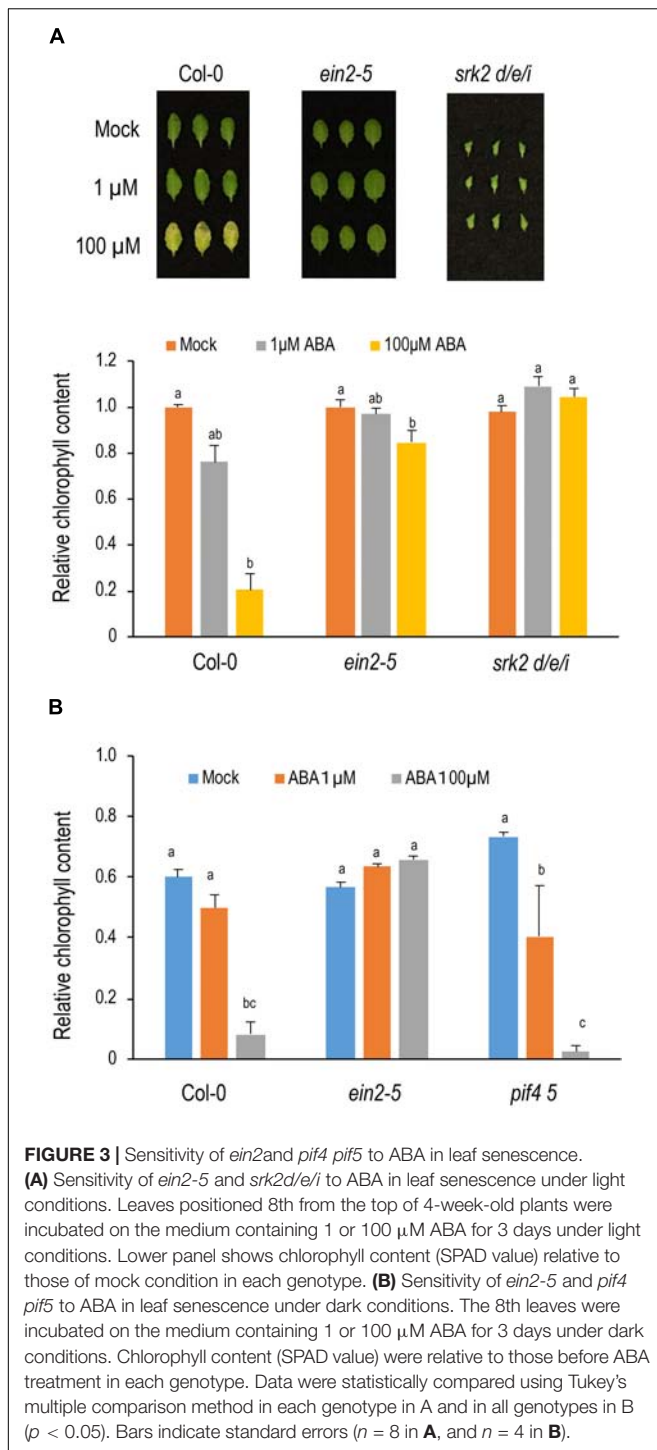 A
Col-0 ein2-5 srk2 d/e/i
Mock
1 µM
100 µM
Mock 1µM ABA 100µM ABA
Relative chlorophyll content
1.2
1.0
0.8
0.6
0.4
0.2
0
a ab b a ab b a a a
Col-0 ein2-5 srk2 d/e/i
B
Mock ABA 1 µM ABA 100µM
Relative chlorophyll content
1.0
0.8
0.6
0.4
0.2
0
a a bc a a a a b c
Col-0 ein2-5 pif4 5
FIGURE 3 | Sensitivity of ein2and pif4 pif5 to ABA in leaf senescence.
(A) Sensitivity of ein2-5 and srk2d/e/i to ABA in leaf senescence under light
conditions. Leaves positioned 8th from the top of 4-week-old plants were
incubated on the medium containing 1 or 100 µM ABA for 3 days under light
conditions. Lower panel shows chlorophyll content (SPAD value) relative to
those of mock condition in each genotype. (B) Sensitivity of ein2-5 and pif4
pif5 to ABA in leaf senescence under dark conditions. The 8th leaves were
incubated on the medium containing 1 or 100 µM ABA for 3 days under dark
conditions. Chlorophyll content (SPAD value) were relative to those before ABA
treatment in each genotype. Data were statistically compared using Tukey's
multiple comparison method in each genotype in A and in all genotypes in B
(p < 0.05). Bars indicate standard errors (n = 8 in A, and n = 4 in B).